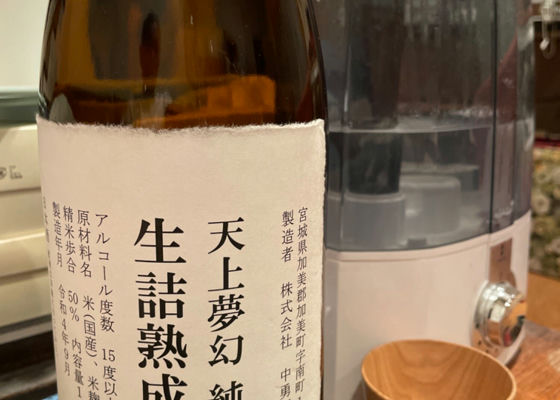 宮城県加美郡加美町字南町1
製造者 株式会社 中勇
天上夢幻 純
生詰熟成
アルコール度数 15度以
原材料名 米(国産)、米麹
精米歩合 50% 内容量1
製造年月 令和4年9月